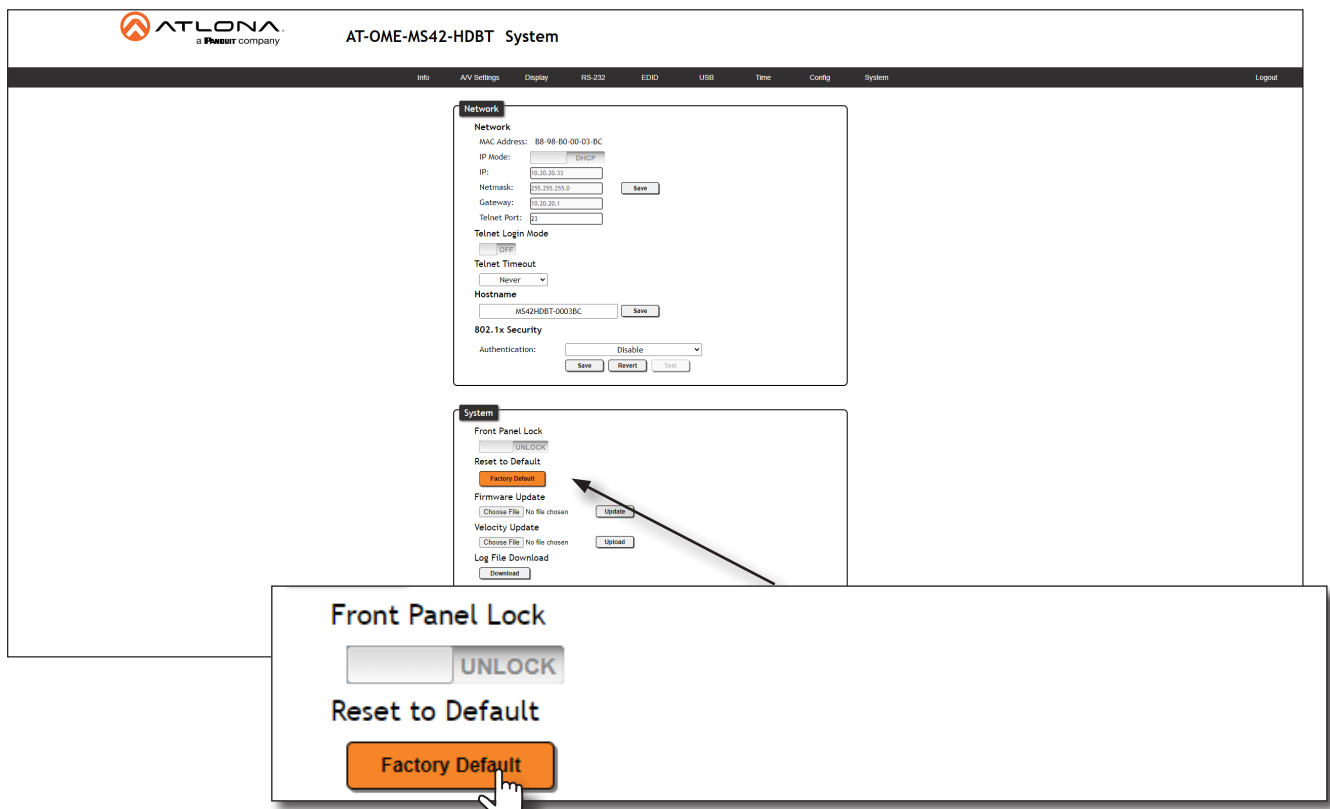 ATLONA.
a PANDUIT company
AT-OME-MS42-HDBT System
Info A/V Settings Display RS-232 EDID USB Time Config System Logout
Network
Network
MAC Address: B8-98-B0-00-03-BC
IP Mode: DHCP
IP: 10.20.20.33
Netmask: 255.255.255.0 Save
Gateway: 10.20.20.1
Telnet Port: 23
Telnet Login Mode
OFF
Telnet Timeout
Never
Hostname
MS42HDBT-0003BC Save
802.1x Security
Authentication: Disable
Save Revert Test
System
Front Panel Lock
UNLOCK
Reset to Default
Factory Default
Firmware Update
Choose File No file chosen Update
Velocity Update
Choose File No file chosen Upload
Log File Download
Download
Front Panel Lock
UNLOCK
Reset to Default
Factory Default